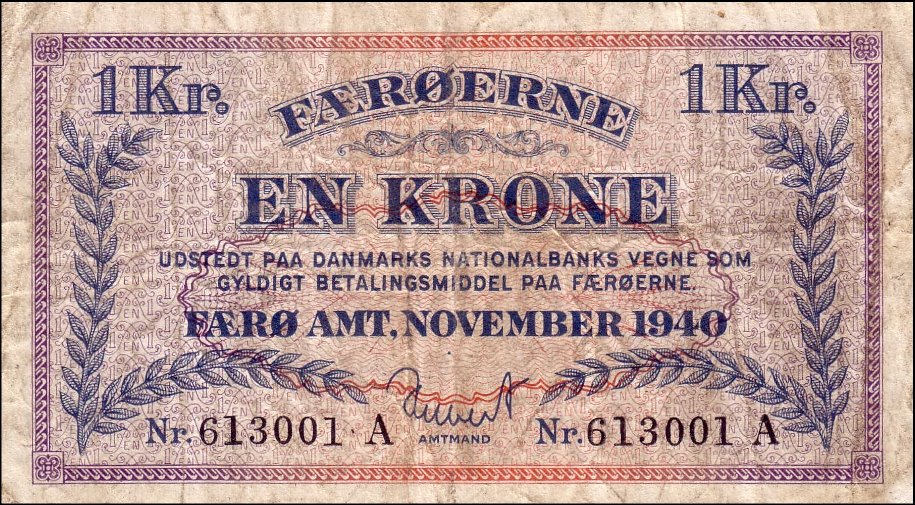 1 Kr. 1 Kr.
FÆRØERNE
EN KRONE
UDSTEDT PAA DANMARKS NATIONALBANKS VEGNE SOM
GYLDIGT BETALINGSMIDDEL PAA FÆRØERNE.
FÆRØ AMT, NOVEMBER 1940
Nr. 613001 A Nr. 613001 A
AMTMAND